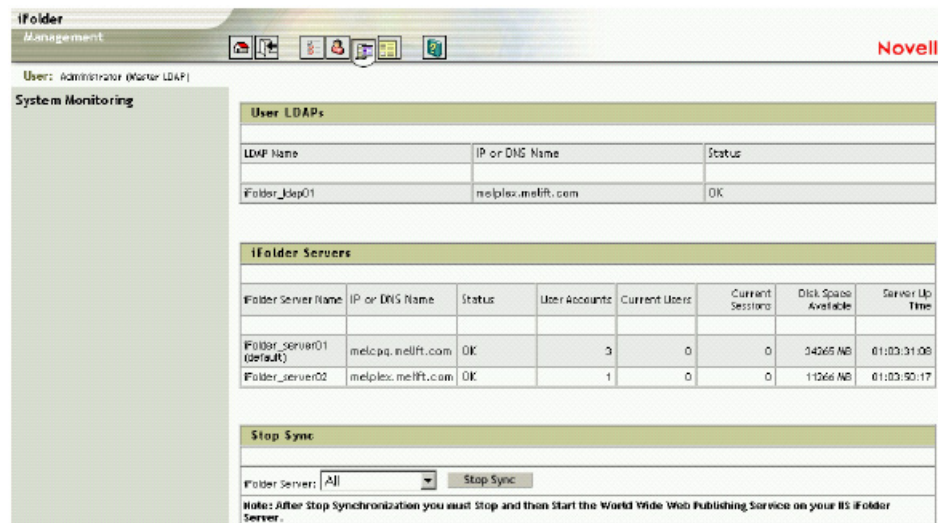 iFolder
Management
Novell
User: Administrator (Master LDAP)
System Monitoring
User LDAPs
LDAP Name IP or DNS Name Status
iFolder_ldap01 melplex.melift.com OK
iFolder Servers
iFolder Server Name IP or DNS Name Status User Accounts Current Users Current Sessions Disk Space Available Server Up Time
iFolder_server01 (default) melcpq.melift.com OK 3 0 0 34265 MB 01:03:31:08
iFolder_server02 melplex.melift.com OK 1 0 0 11266 MB 01:03:50:17
Stop Sync
iFolder Server: All Stop Sync
Note: After Stop Synchronization you must Stop and then Start the World Wide Web Publishing Service on your IIS iFolder
Server.